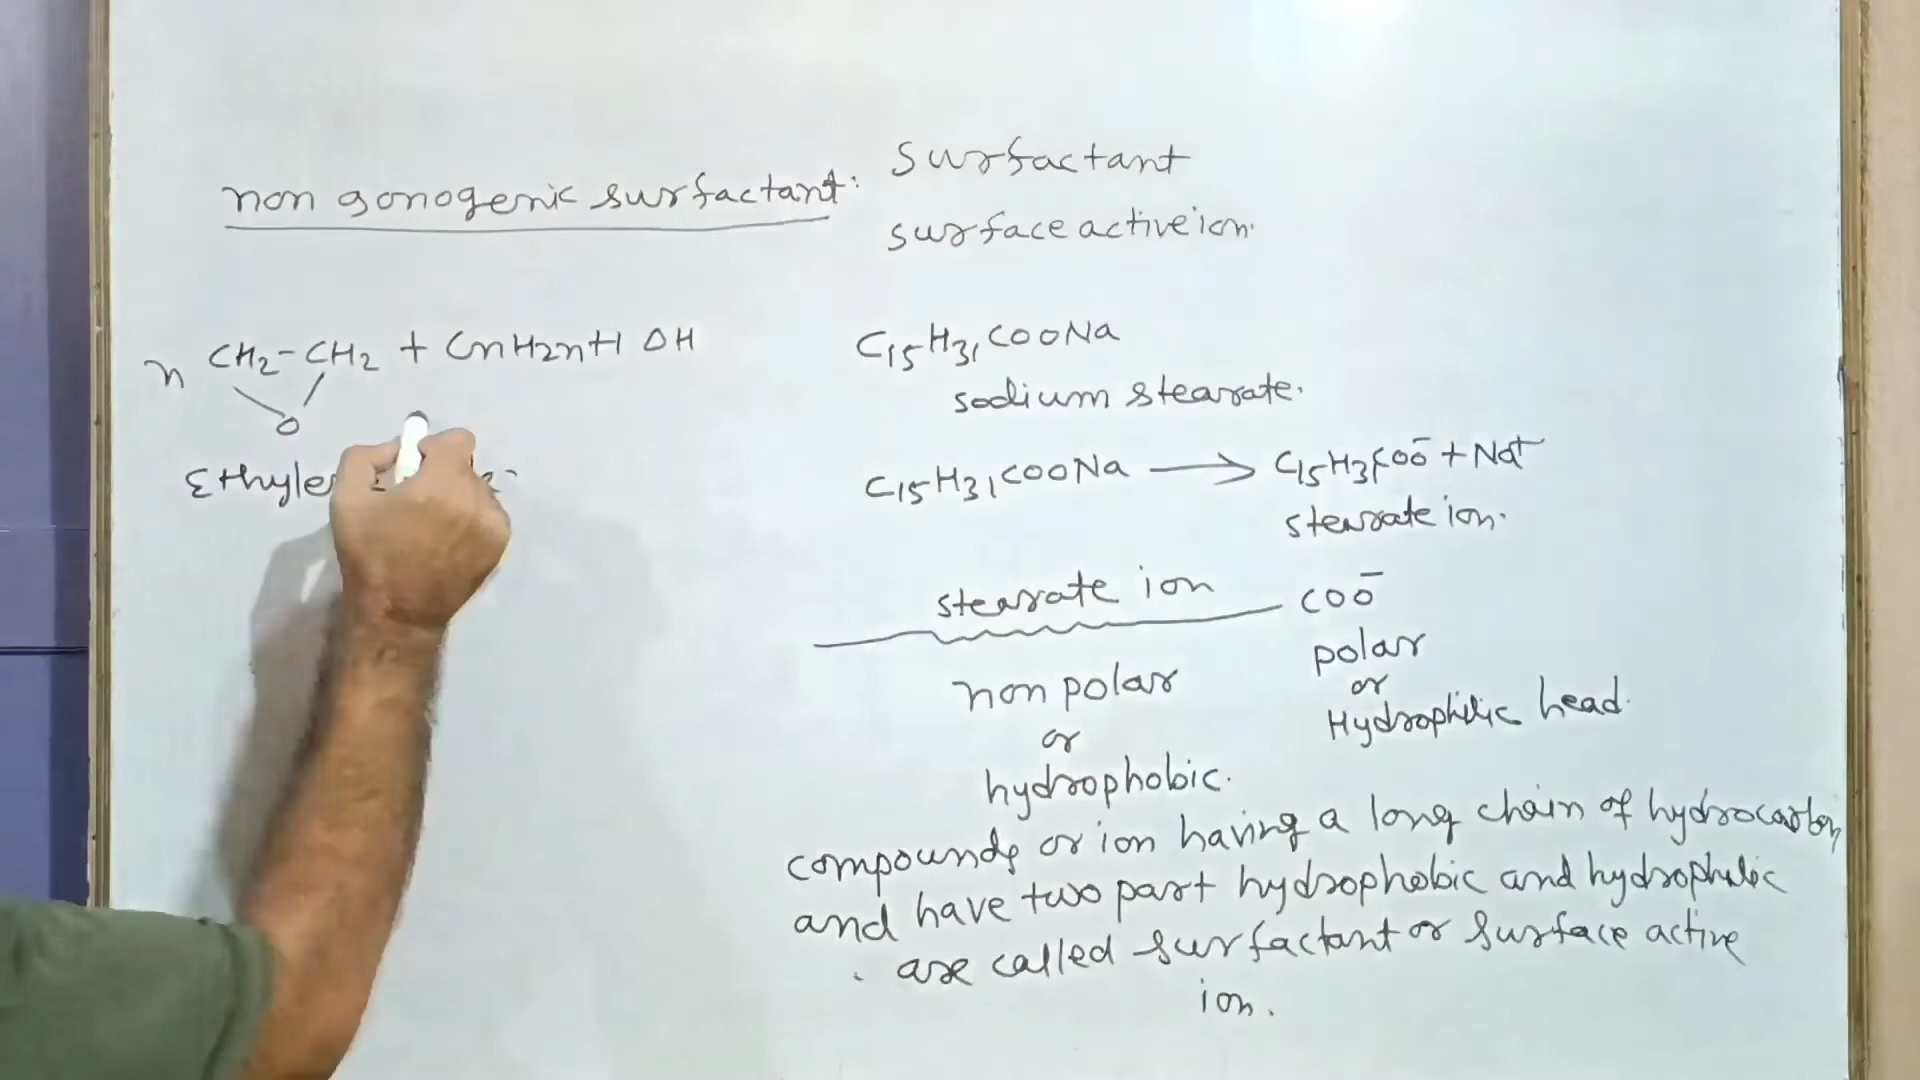 non gonogenic surfactant:
n CH₂-CH₂ + CnH2n+1 OH
O
surfactant
surface active ion.
C₁₅H₃₁COONa
sodium stearate.
C₁₅H₃₁COONa ⟶ C₁₅H₃₁COO⁻ + Na⁺
stearate ion.
stearate ion COO⁻
non polar
or
hydrophobic.
polar
or
Hydrophilic head.
compounds or ion having a long chain of hydrocarbon
and have two part hydrophobic and hydrophilic
are called surfactant or surface active
ion.